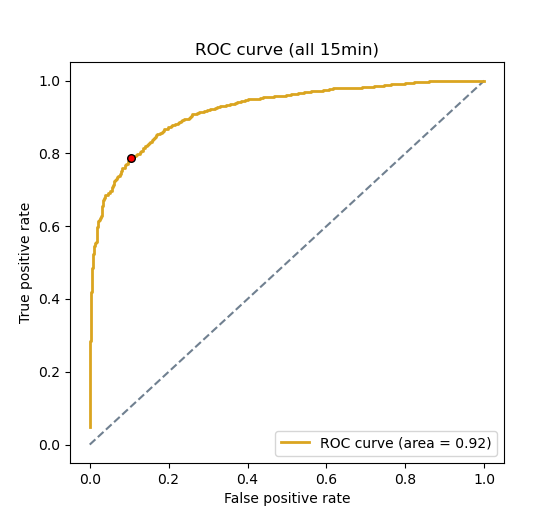 ROC curve (all 15min)
True positive rate
1.0
0.8
0.6
0.4
0.2
0.0
ROC curve (area = 0.92)
0.0 0.2 0.4 0.6 0.8 1.0
False positive rate